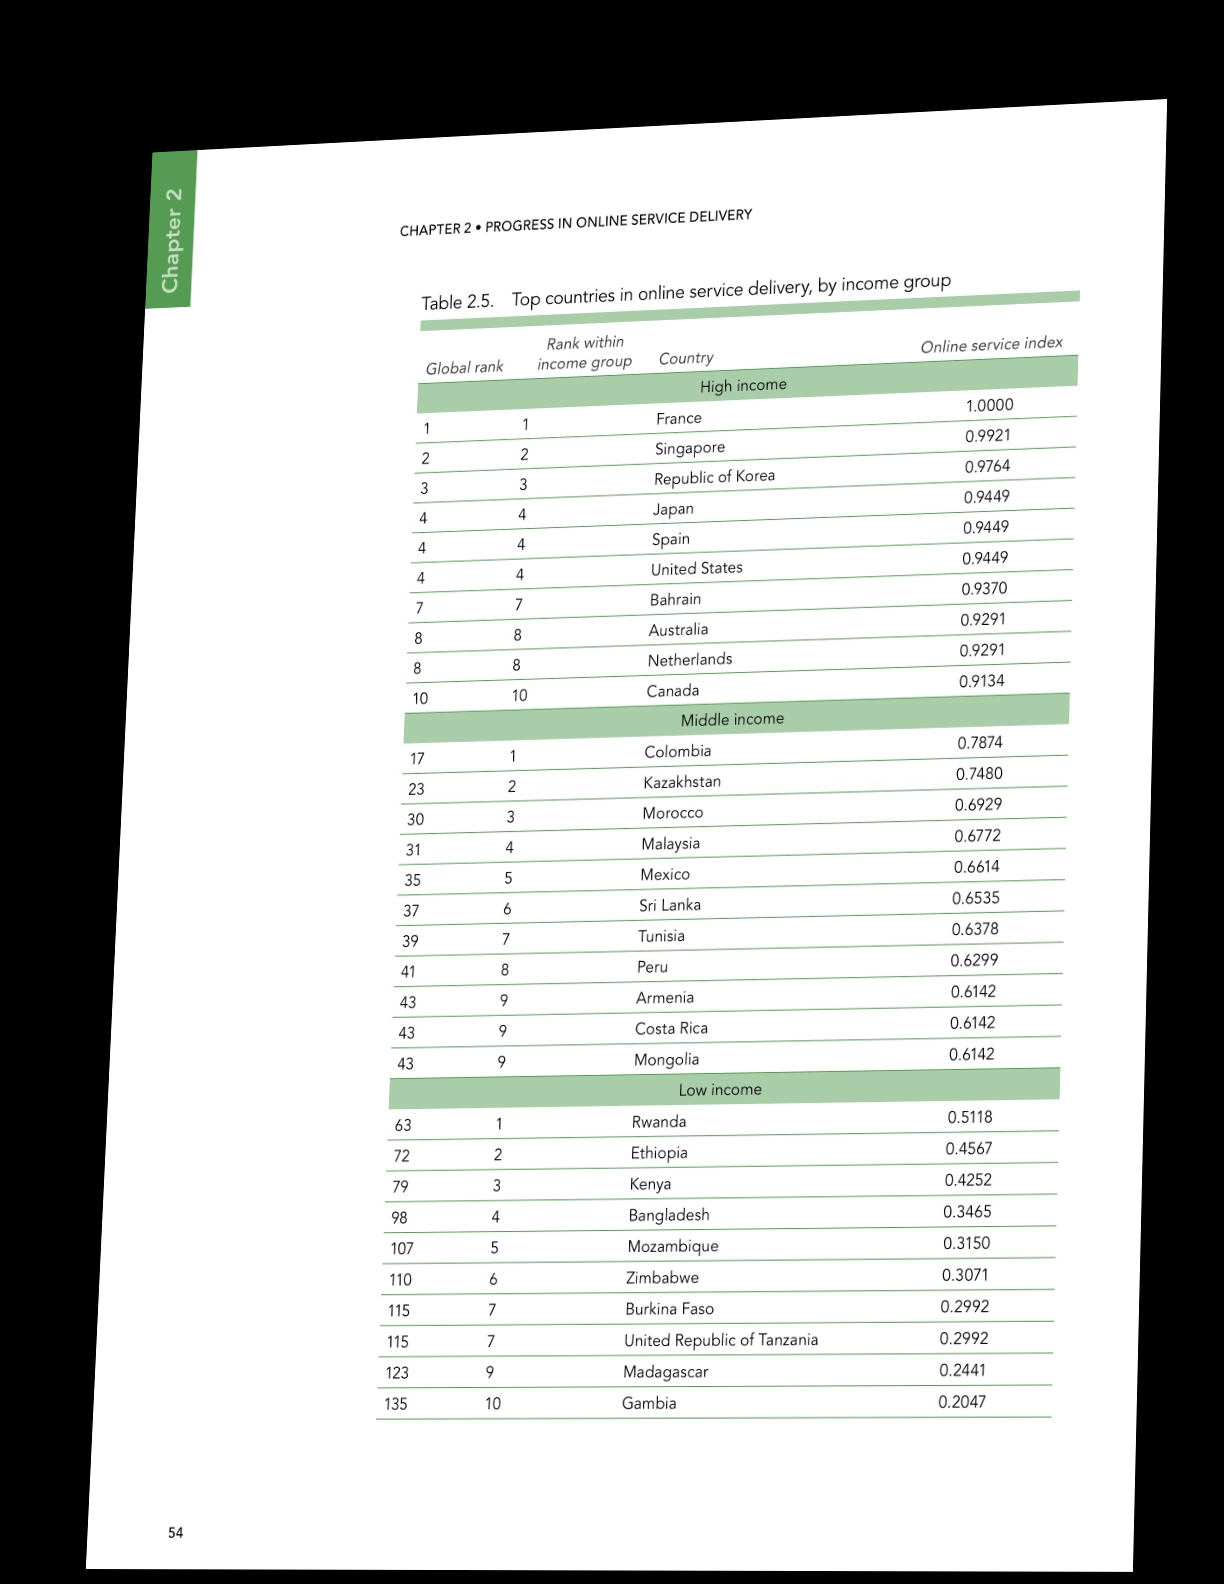 Chapter 2
CHAPTER 2 • PROGRESS IN ONLINE SERVICE DELIVERY
Table 2.5. Top countries in online service delivery, by income group
Global rank Rank within income group Country Online service index
High income
1 1 France 1.0000
2 2 Singapore 0.9921
3 3 Republic of Korea 0.9764
4 4 Japan 0.9449
4 4 Spain 0.9449
4 4 United States 0.9449
7 7 Bahrain 0.9370
8 8 Australia 0.9291
8 8 Netherlands 0.9291
10 10 Canada 0.9134
Middle income
17 1 Colombia 0.7874
23 2 Kazakhstan 0.7480
30 3 Morocco 0.6929
31 4 Malaysia 0.6772
35 5 Mexico 0.6614
37 6 Sri Lanka 0.6535
39 7 Tunisia 0.6378
41 8 Peru 0.6299
43 9 Armenia 0.6142
43 9 Costa Rica 0.6142
43 9 Mongolia 0.6142
Low income
63 1 Rwanda 0.5118
72 2 Ethiopia 0.4567
79 3 Kenya 0.4252
98 4 Bangladesh 0.3465
107 5 Mozambique 0.3150
110 6 Zimbabwe 0.3071
115 7 Burkina Faso 0.2992
115 7 United Republic of Tanzania 0.2992
123 9 Madagascar 0.2441
135 10 Gambia 0.2047
54